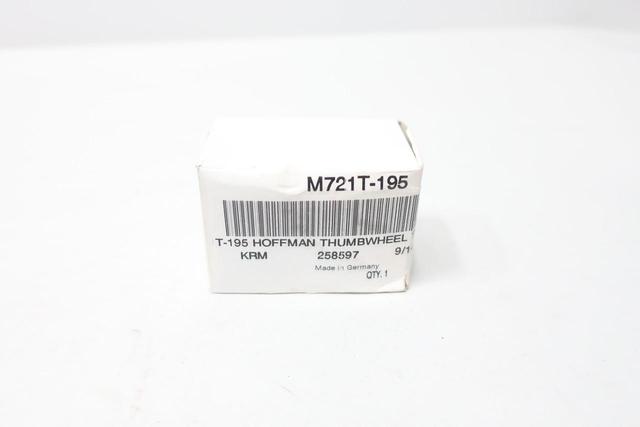 M721T-195
T-195 HOFFMAN THUMBWHEEL
KRM 258597 9/1
Made in Germany
QTY. 1